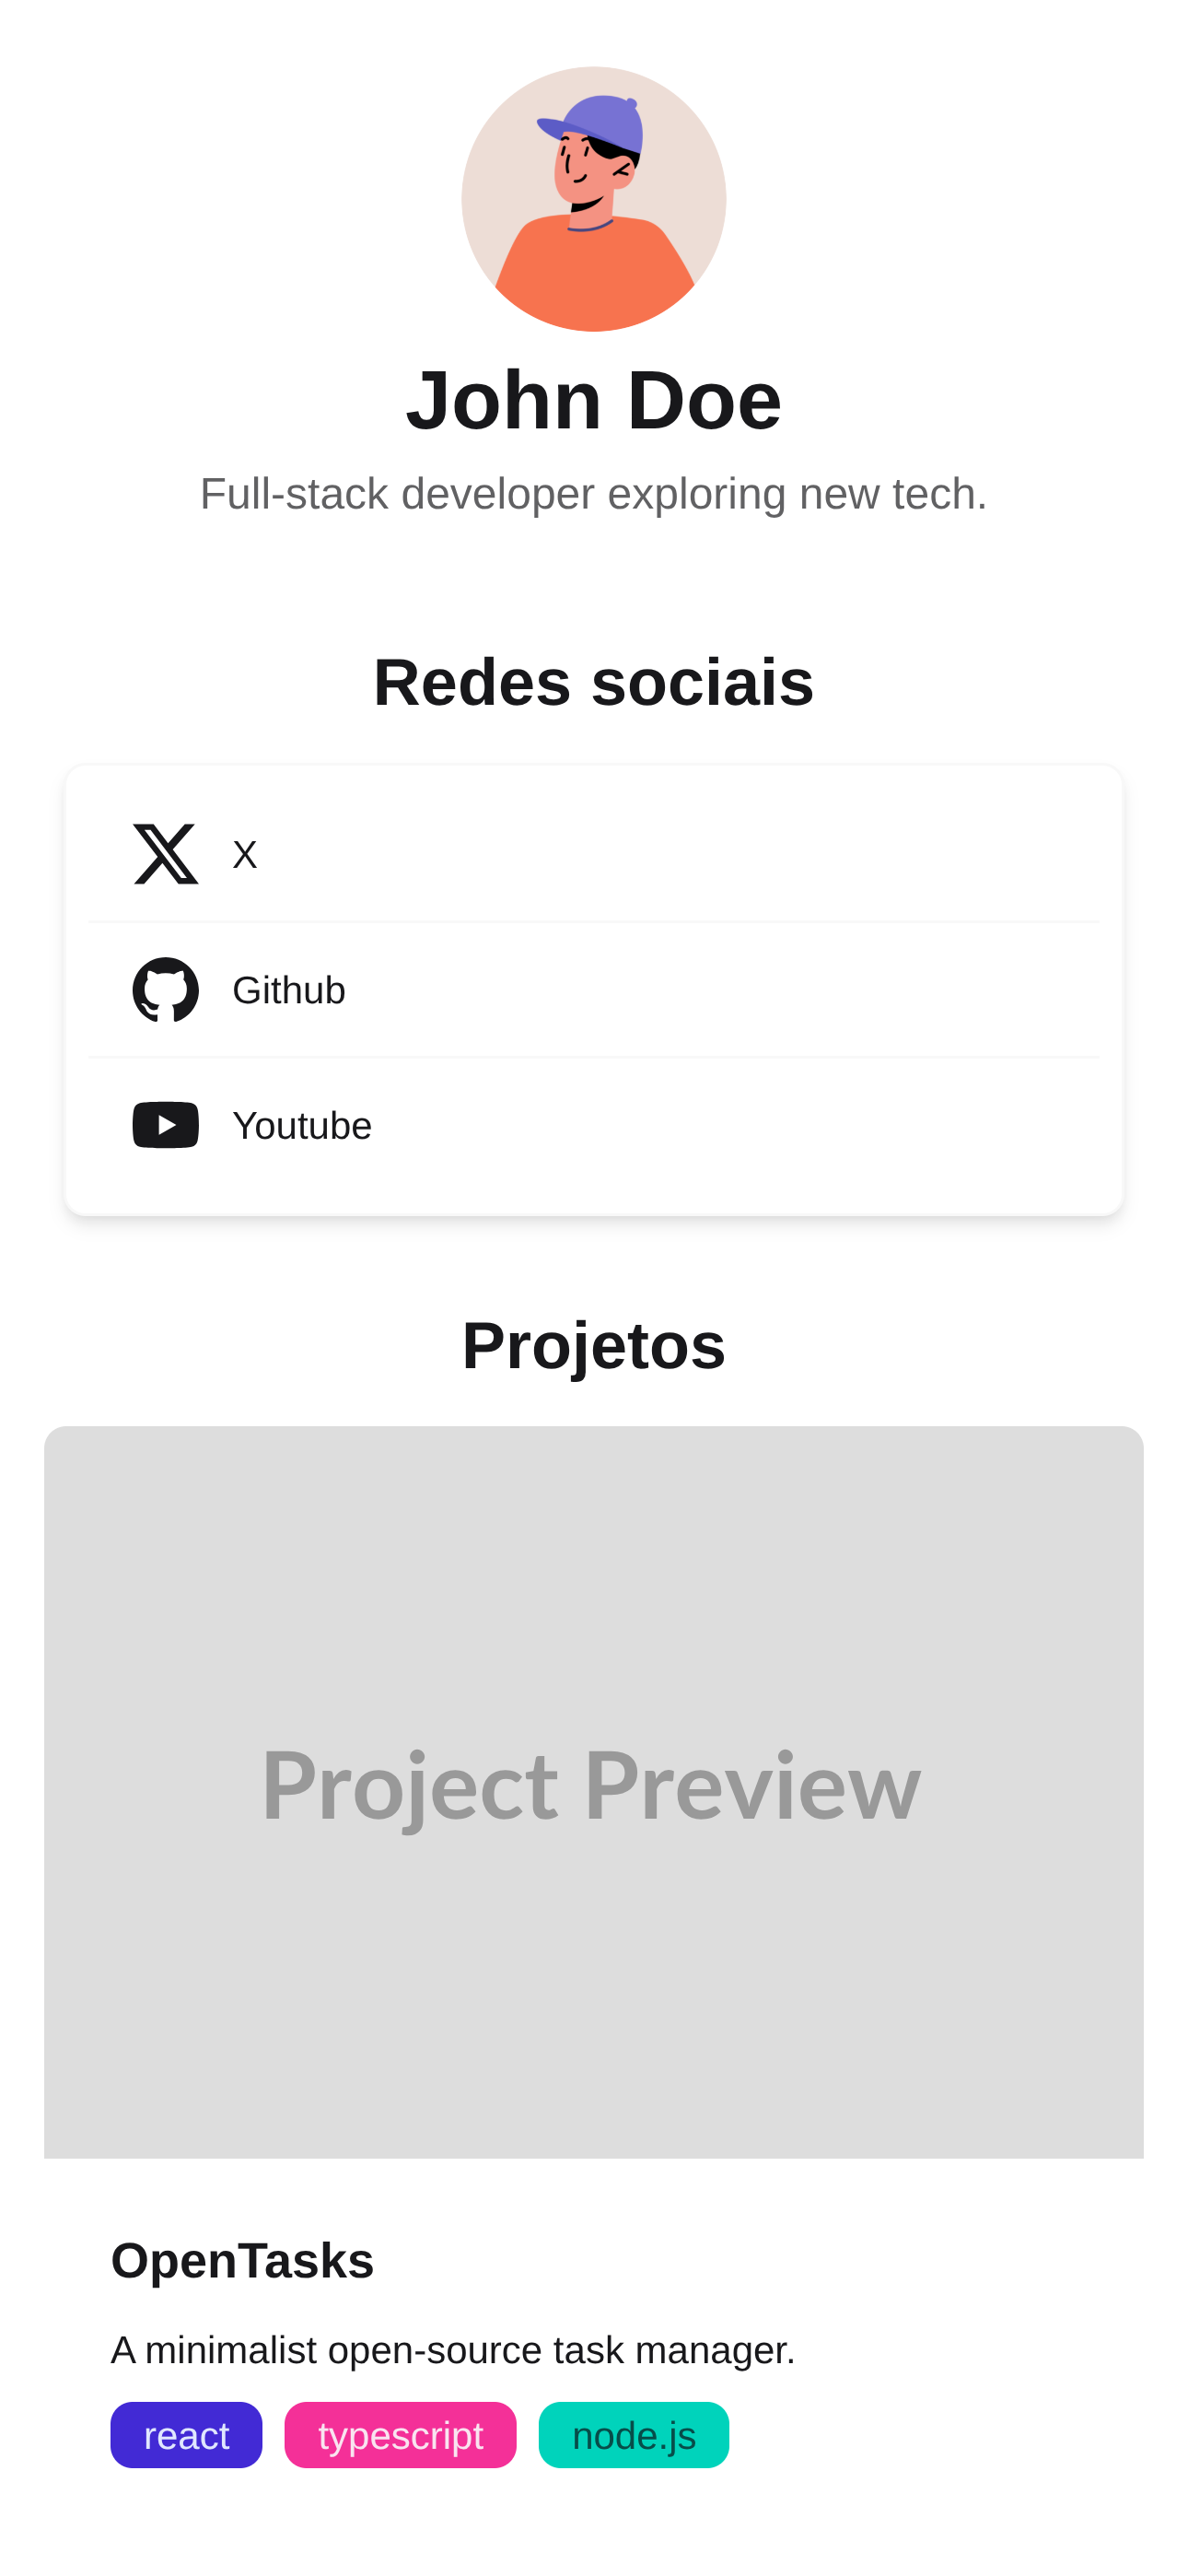 John Doe
Full-stack developer exploring new tech.
Redes sociais
X
Github
Youtube
Projetos
Project Preview
OpenTasks
A minimalist open-source task manager.
react typescript node.js